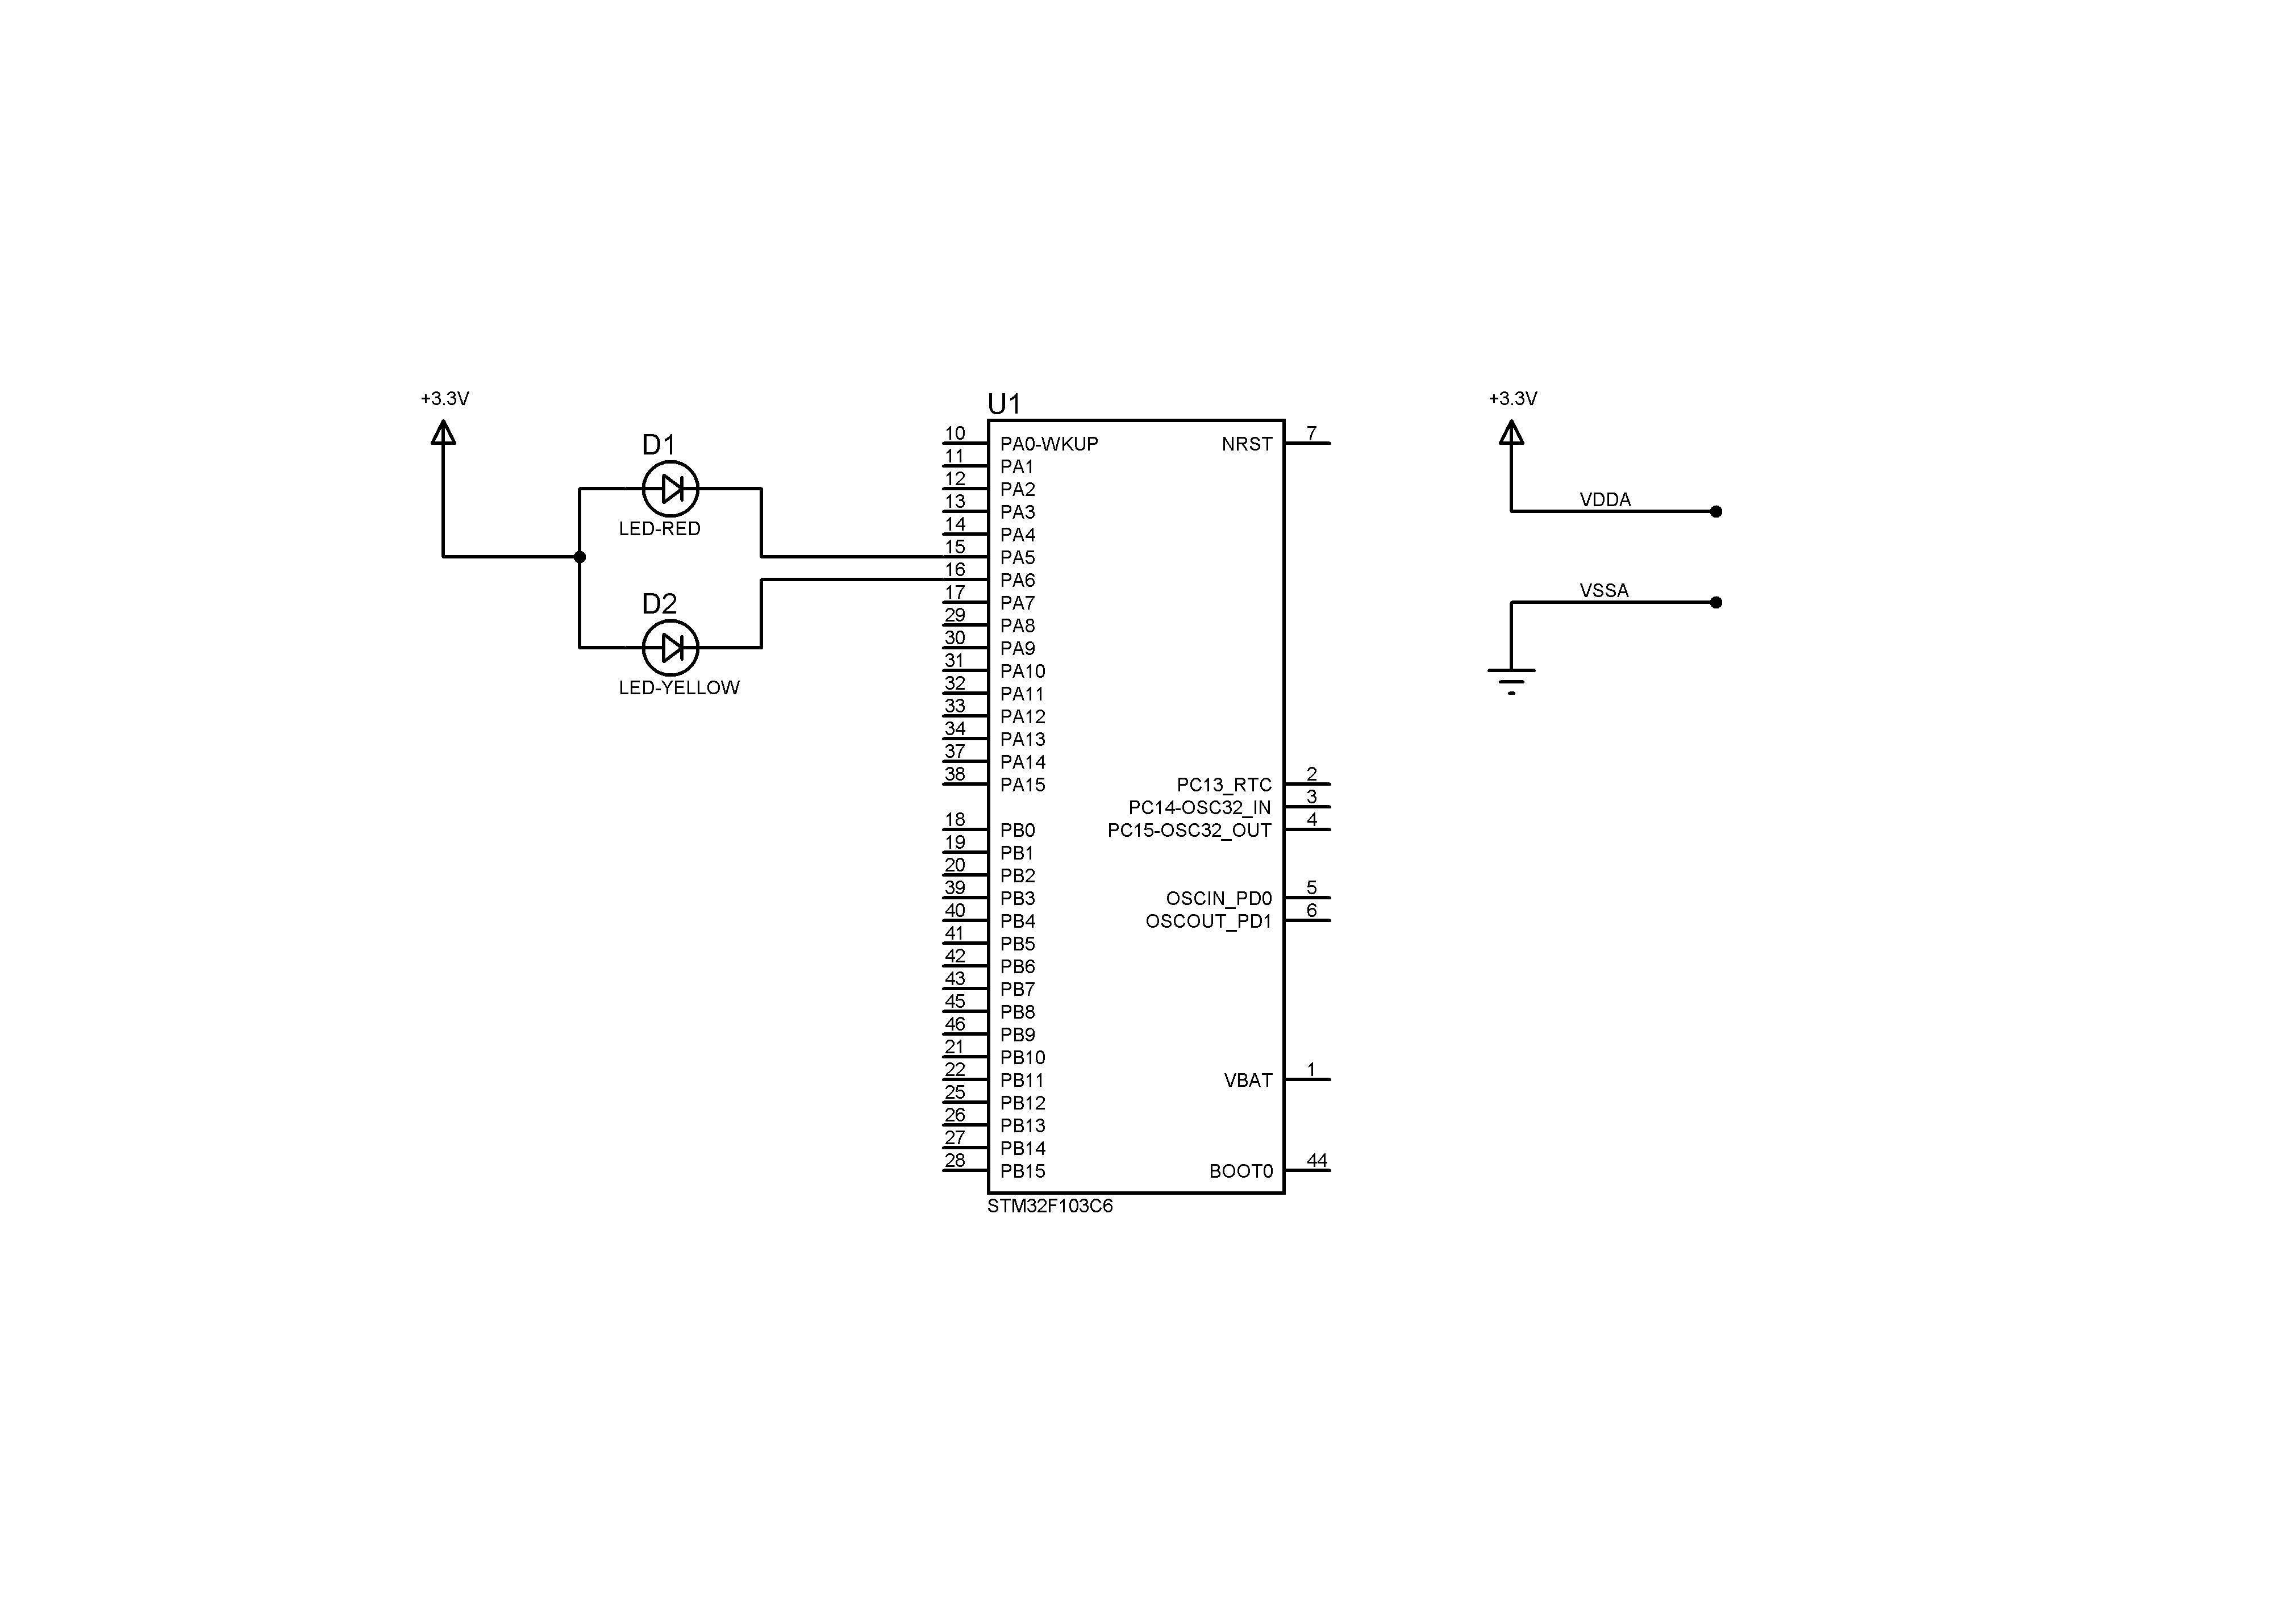 +3.3V
D1
LED-RED
D2
LED-YELLOW
U1
10 PA0-WKUP
11 PA1
12 PA2
13 PA3
14 PA4
15 PA5
16 PA6
17 PA7
29 PA8
30 PA9
31 PA10
32 PA11
33 PA12
34 PA13
37 PA14
38 PA15
18 PB0
19 PB1
20 PB2
39 PB3
40 PB4
41 PB5
42 PB6
43 PB7
45 PB8
46 PB9
21 PB10
22 PB11
25 PB12
26 PB13
27 PB14
28 PB15
NRST 7
PC13_RTC 2
PC14-OSC32_IN 3
PC15-OSC32_OUT 4
OSCIN_PD0 5
OSCOUT_PD1 6
VBAT 1
BOOT0 44
STM32F103C6
+3.3V
VDDA
VSSA